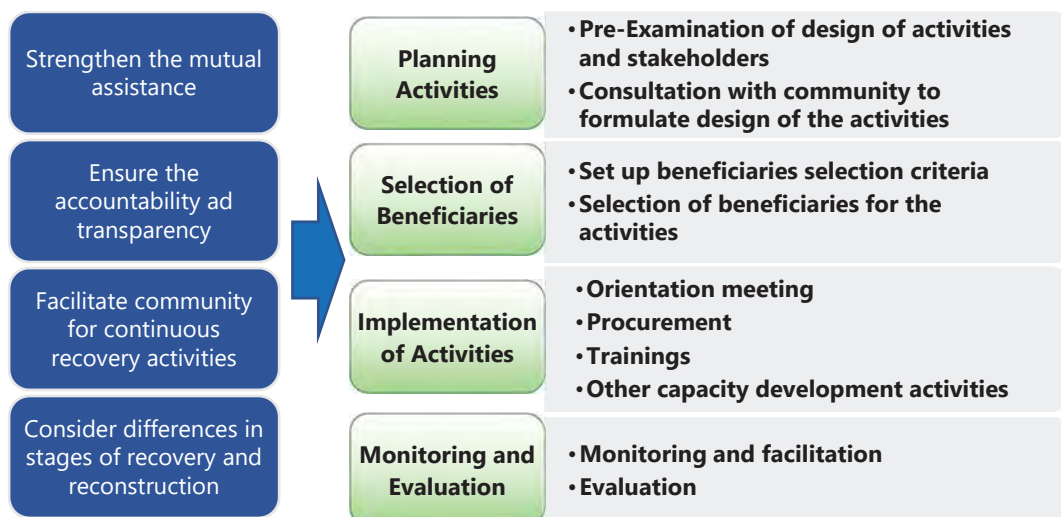 Strengthen the mutual
assistance
Ensure the
accountability ad
transparency
Facilitate community
for continuous
recovery activities
Consider differences in
stages of recovery and
reconstruction
Planning
Activities
•Pre-Examination of design of activities
and stakeholders
•Consultation with community to
formulate design of the activities
Selection of
Beneficiaries
•Set up beneficiaries selection criteria
•Selection of beneficiaries for the
activities
Implementation
of Activities
•Orientation meeting
•Procurement
•Trainings
•Other capacity development activities
Monitoring and
Evaluation
•Monitoring and facilitation
•Evaluation